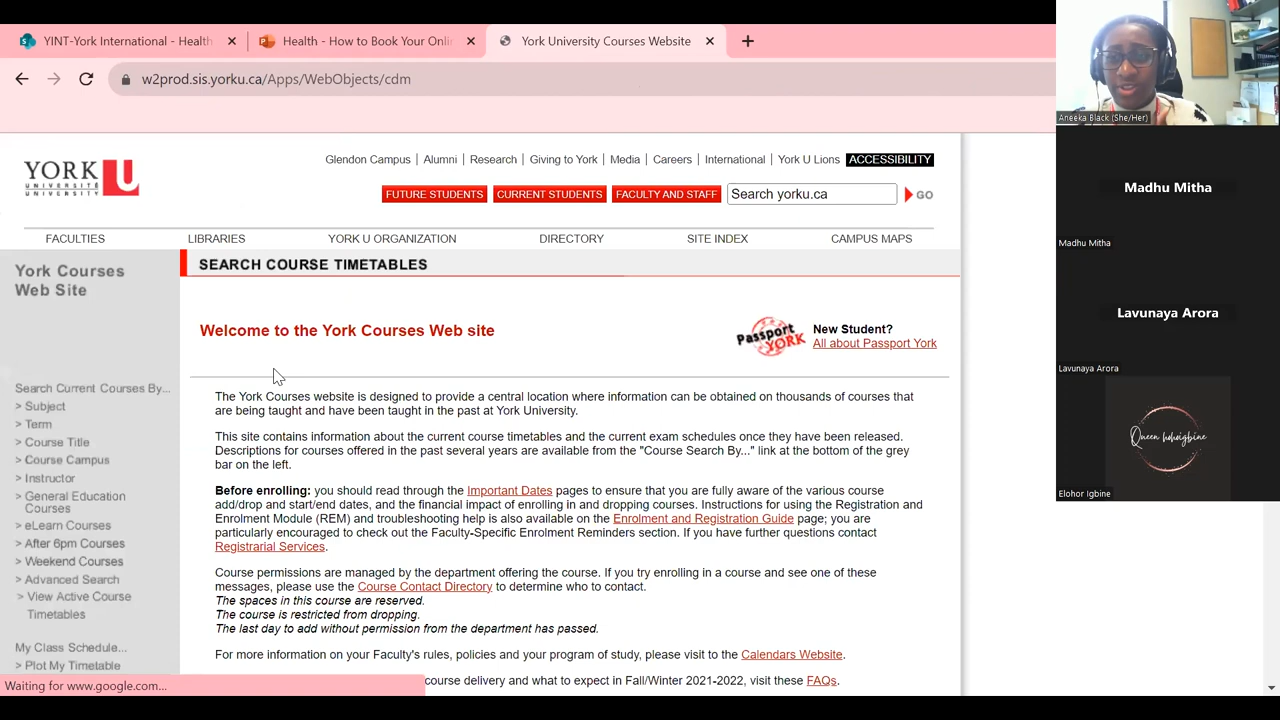 YINT-York International - Health
Health - How to Book Your Onli
York University Courses Website
w2prod.sis.yorku.ca/Apps/WebObjects/cdm
Aneeka Black (She/Her)
Madhu Mitha
Madhu Mitha
Lavunaya Arora
Lavunaya Arora
Queen
Elohor Igbine
YORK U
UNIVERSITÉ
UNIVERSITY
Glendon Campus | Alumni | Research | Giving to York | Media | Careers | International | York U Lions ACCESSIBILITY
FUTURE STUDENTS CURRENT STUDENTS FACULTY AND STAFF Search yorku.ca GO
FACULTIES LIBRARIES YORK U ORGANIZATION DIRECTORY SITE INDEX CAMPUS MAPS
York Courses
Web Site
Search Current Courses By...
> Subject
> Term
> Course Title
> Course Campus
> Instructor
> General Education
Courses
> eLearn Courses
> After 6pm Courses
> Weekend Courses
> Advanced Search
> View Active Course
Timetables
My Class Schedule...
> Plot My Timetable
SEARCH COURSE TIMETABLES
Welcome to the York Courses Web site
Passport
YORK
New Student?
All about Passport York
The York Courses website is designed to provide a central location where information can be obtained on thousands of courses that
are being taught and have been taught in the past at York University.
This site contains information about the current course timetables and the current exam schedules once they have been released.
Descriptions for courses offered in the past several years are available from the "Course Search By..." link at the bottom of the grey
bar on the left.
Before enrolling: you should read through the Important Dates pages to ensure that you are fully aware of the various course
add/drop and start/end dates, and the financial impact of enrolling in and dropping courses. Instructions for using the Registration and
Enrolment Module (REM) and troubleshooting help is also available on the Enrolment and Registration Guide page; you are
particularly encouraged to check out the Faculty-Specific Enrolment Reminders section. If you have further questions contact
Registrarial Services.
Course permissions are managed by the department offering the course. If you try enrolling in a course and see one of these
messages, please use the Course Contact Directory to determine who to contact.
The spaces in this course are reserved.
The course is restricted from dropping.
The last day to add without permission from the department has passed.
For more information on your Faculty's rules, policies and your program of study, please visit to the Calendars Website.
course delivery and what to expect in Fall/Winter 2021-2022, visit these FAQs.
Waiting for www.google.com...